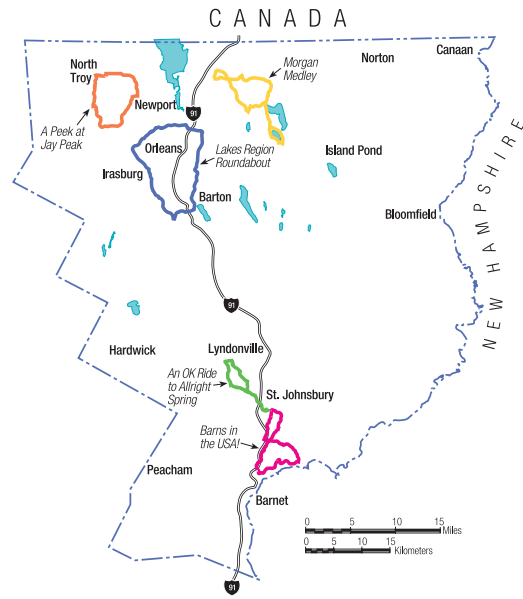 CANADA
North
Troy
Morgan
Medley
Norton
Canaan
Newport
91
A Peek at
Jay Peak
Orleans
Lakes Region
Roundabout
Irasburg
Island Pond
Barton
Bloomfield
NEW HAMPSHIRE
91
Hardwick
Lyndonville
An OK Ride
to Allright
Spring
St. Johnsbury
Barns in
the USA!
Peacham
Barnet
0 5 10 15
Miles
0 5 10 15
Kilometers
91